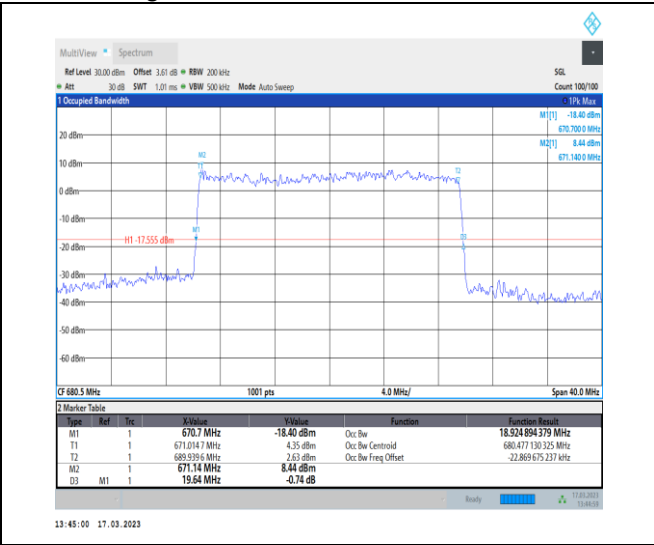 MultiView Spectrum
Ref Level 30.00 dBm Offset 3.61 dB RBW 200 kHz SGL
Att 30 dB SWT 1.01 ms VBW 500 kHz Mode Auto Sweep Count 100/100
1 Occupied Bandwidth 1Pk Max
M1[1] -18.40 dBm
670.700 0 MHz
M2[1] 8.44 dBm
671.140 0 MHz
20 dBm
M2
10 dBm
T1
T2
0 dBm
-10 dBm
M1
D3
H1 -17.555 dBm
-20 dBm
-30 dBm
-40 dBm
-50 dBm
-60 dBm
CF 680.5 MHz 1001 pts 4.0 MHz/ Span 40.0 MHz
2 Marker Table
Type Ref Trc X-Value Y-Value Function Function Result
M1 1 670.7 MHz -18.40 dBm Occ Bw 18.924 894 379 MHz
T1 1 671.014 7 MHz 4.35 dBm Occ Bw Centroid 680.477 130 325 MHz
T2 1 689.939 6 MHz 2.63 dBm Occ Bw Freq Offset -22.869 675 237 kHz
M2 1 671.14 MHz 8.44 dBm
D3 M1 1 19.64 MHz -0.74 dB
Ready 17.03.2023
13:44:59
13:45:00 17.03.2023